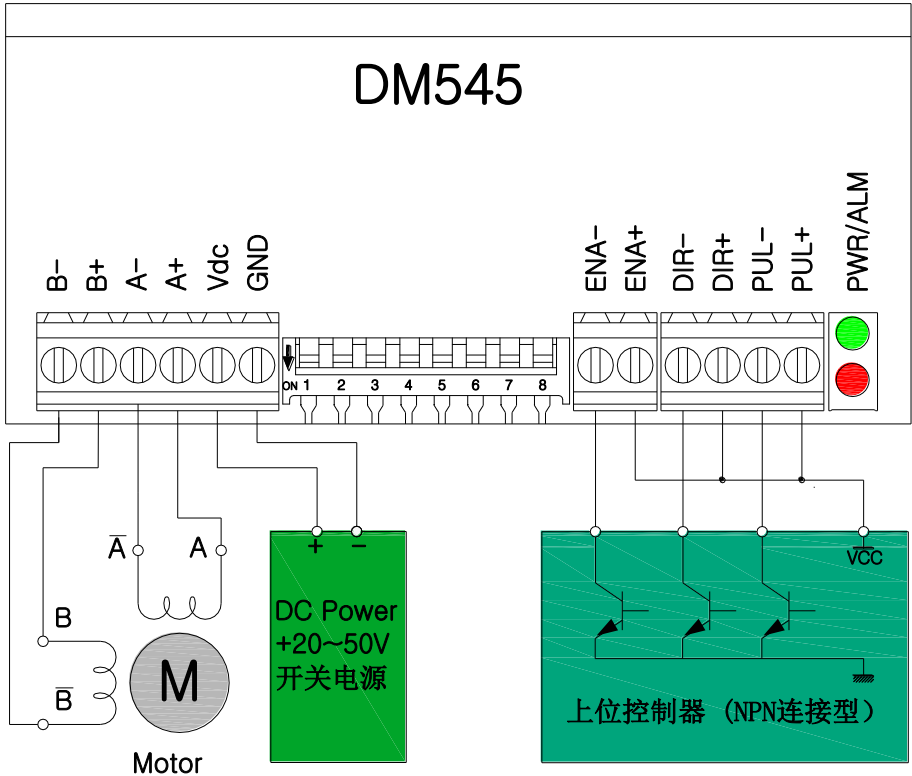 DM545
B-
B+
A-
A+
Vdc
GND
ENA-
ENA+
DIR-
DIR+
PUL-
PUL+
PWR/ALM
ON 1 2 3 4 5 6 7 8
A̅
A
B
B̅
M
Motor
+ -
DC Power
+20~50V
开关电源
VCC
上位控制器 (NPN连接型)